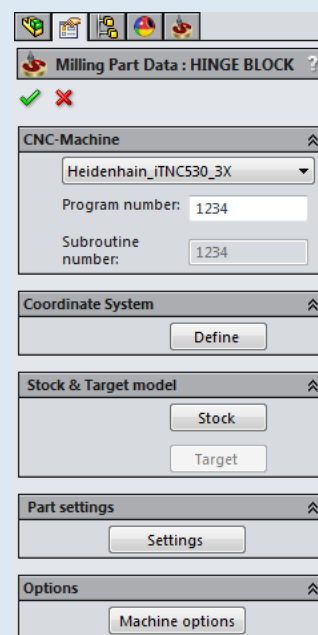 Milling Part Data : HINGE BLOCK ?
CNC-Machine
Heidenhain_iTNC530_3X
Program number: 1234
Subroutine
number: 1234
Coordinate System
Define
Stock & Target model
Stock
Target
Part settings
Settings
Options
Machine options